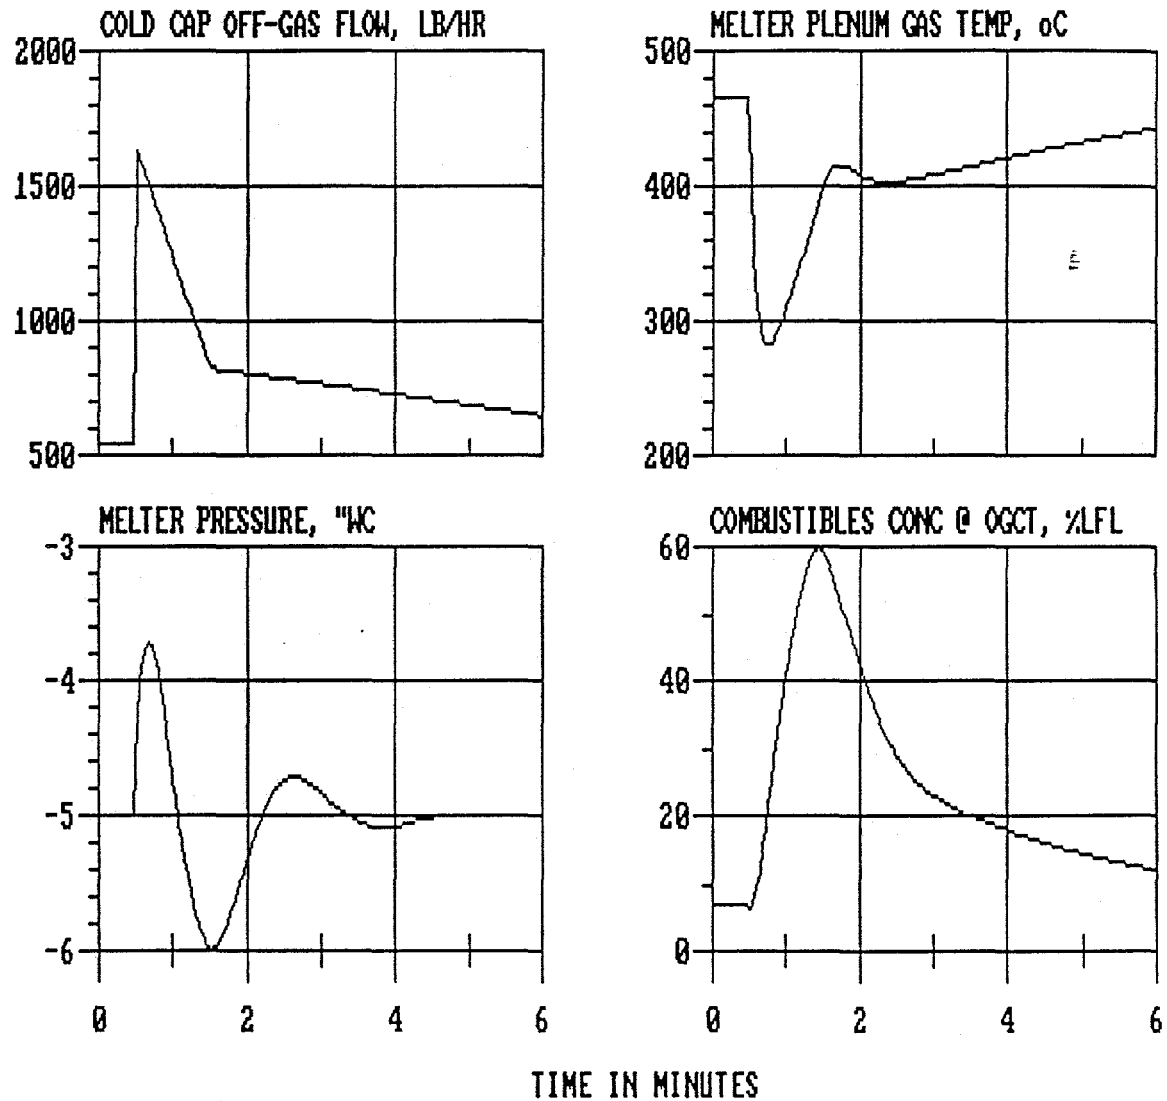 COLD CAP OFF-GAS FLOW, LB/HR
2000
1500
1000
500
MELTER PLENUM GAS TEMP, oC
500
400
300
200
MELTER PRESSURE, "WC
-3
-4
-5
-6
0 2 4 6
COMBUSTIBLES CONC @ OGCT, %LFL
60
40
20
0
0 2 4 6
TIME IN MINUTES